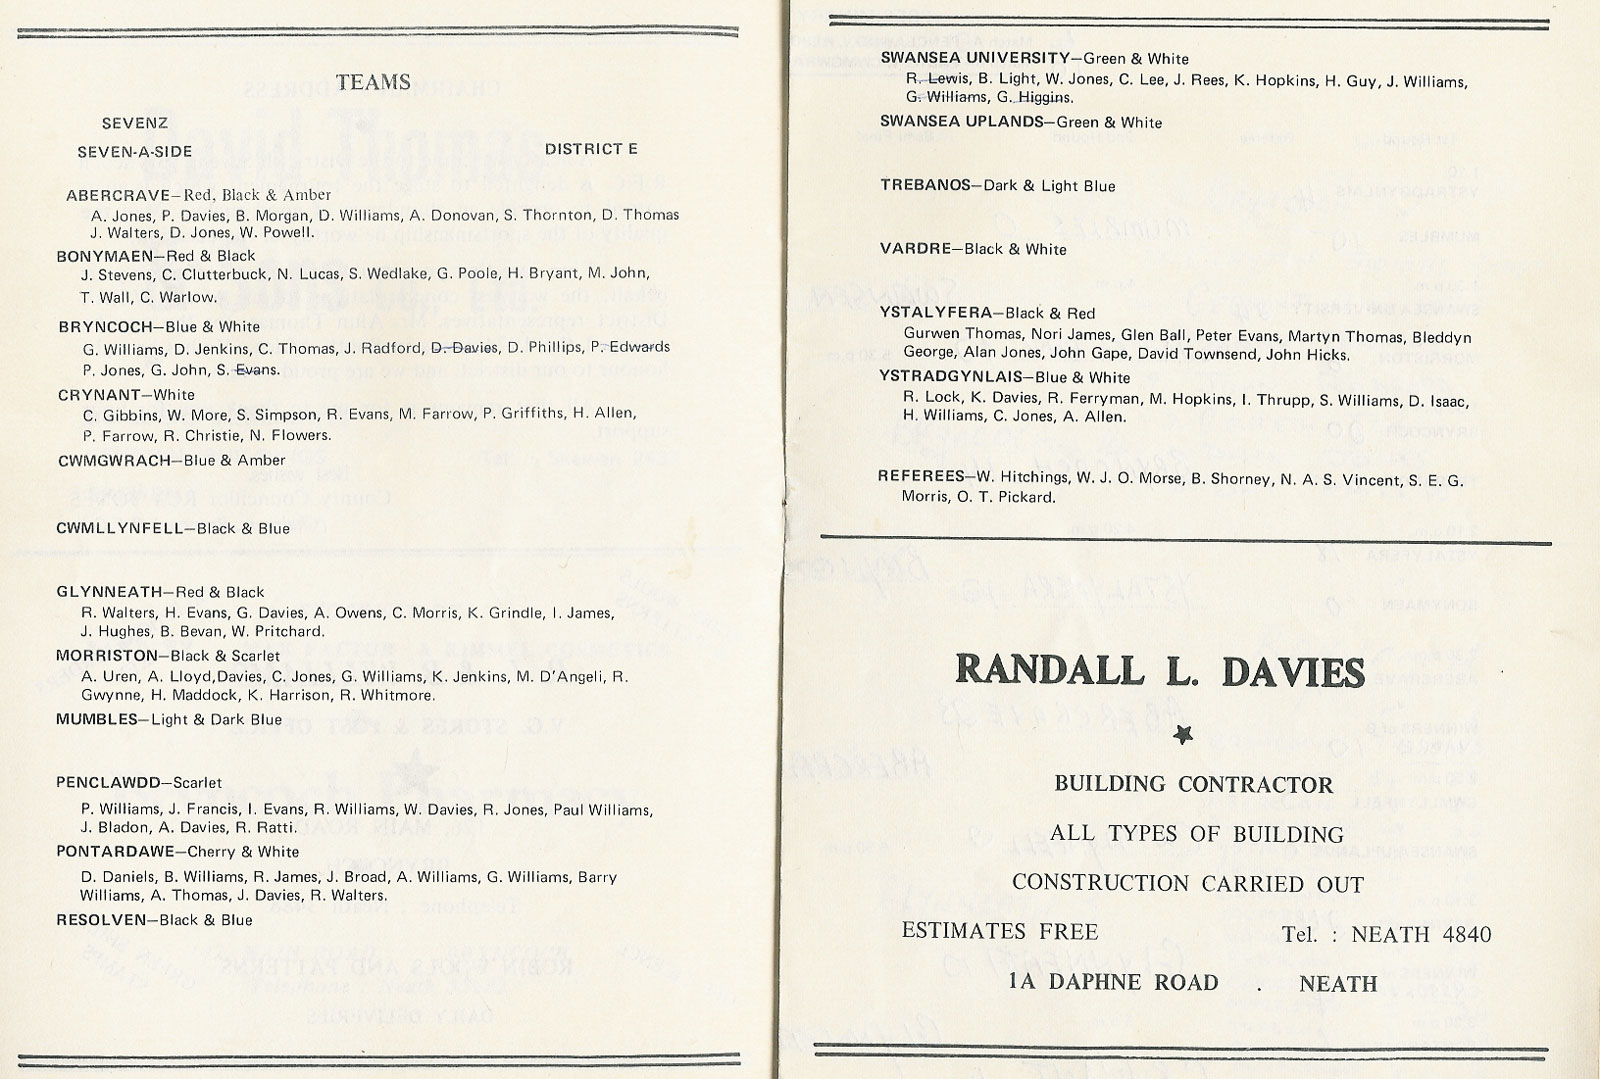 TEAMS
SEVENZ
SEVEN-A-SIDE DISTRICT E
ABERCRAVE—Red, Black & Amber
A. Jones, P. Davies, B. Morgan, D. Williams, A. Donovan, S. Thornton, D. Thomas
J. Walters, D. Jones, W. Powell.
BONYMAEN—Red & Black
J. Stevens, C. Clutterbuck, N. Lucas, S. Wedlake, G. Poole, H. Bryant, M. John,
T. Wall, C. Warlow.
BRYNCOCH—Blue & White
G. Williams, D. Jenkins, C. Thomas, J. Radford, D. Davies, D. Phillips, P. Edwards
P. Jones, G. John, S. Evans.
CRYNANT—White
C. Gibbins, W. More, S. Simpson, R. Evans, M. Farrow, P. Griffiths, H. Allen,
P. Farrow, R. Christie, N. Flowers.
CWMGWRACH—Blue & Amber
CWMLLYNFELL—Black & Blue
GLYNNEATH—Red & Black
R. Walters, H. Evans, G. Davies, A. Owens, C. Morris, K. Grindle, I. James,
J. Hughes, B. Bevan, W. Pritchard.
MORRISTON—Black & Scarlet
A. Uren, A. Lloyd,Davies, C. Jones, G. Williams, K. Jenkins, M. D'Angeli, R.
Gwynne, H. Maddock, K. Harrison, R. Whitmore.
MUMBLES—Light & Dark Blue
PENCLAWDD—Scarlet
P. Williams, J. Francis, I. Evans, R. Williams, W. Davies, R. Jones, Paul Williams,
J. Bladon, A. Davies, R. Ratti.
PONTARDAWE—Cherry & White
D. Daniels, B. Williams, R. James, J. Broad, A. Williams, G. Williams, Barry
Williams, A. Thomas, J. Davies, R. Walters.
RESOLVEN—Black & Blue
SWANSEA UNIVERSITY—Green & White
R. Lewis, B. Light, W. Jones, C. Lee, J. Rees, K. Hopkins, H. Guy, J. Williams,
G. Williams, G. Higgins.
SWANSEA UPLANDS—Green & White
TREBANOS—Dark & Light Blue
VARDRE—Black & White
YSTALYFERA—Black & Red
Gurwen Thomas, Nori James, Glen Ball, Peter Evans, Martyn Thomas, Bleddyn
George, Alan Jones, John Gape, David Townsend, John Hicks.
YSTRADGYNLAIS—Blue & White
R. Lock, K. Davies, R. Ferryman, M. Hopkins, I. Thrupp, S. Williams, D. Isaac,
H. Williams, C. Jones, A. Allen.
REFEREES—W. Hitchings, W. J. O. Morse, B. Shorney, N. A. S. Vincent, S. E. G.
Morris, O. T. Pickard.
RANDALL L. DAVIES
BUILDING CONTRACTOR
ALL TYPES OF BUILDING
CONSTRUCTION CARRIED OUT
ESTIMATES FREE Tel. : NEATH 4840
1A DAPHNE ROAD . NEATH